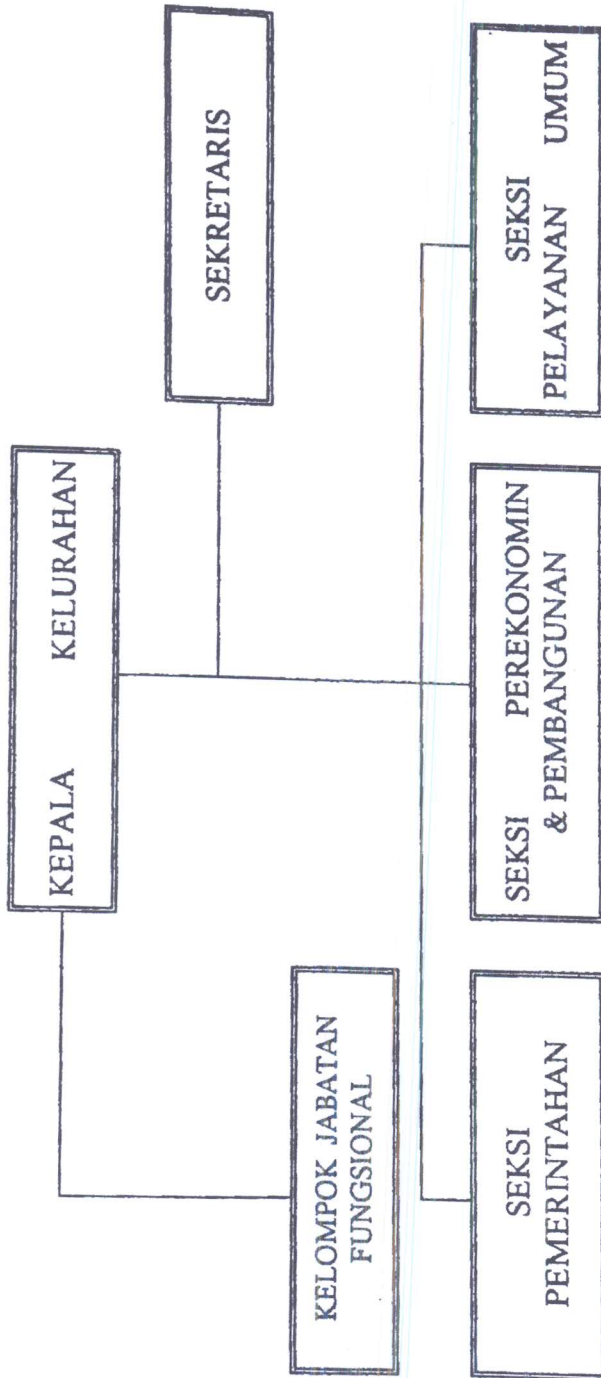 KEPALA KELURAHAN
SEKRETARIS
KELOMPOK JABATAN
FUNGSIONAL
SEKSI
PEMERINTAHAN
SEKSI PEREKONOMIN
& PEMBANGUNAN
SEKSI
PELAYANAN UMUM